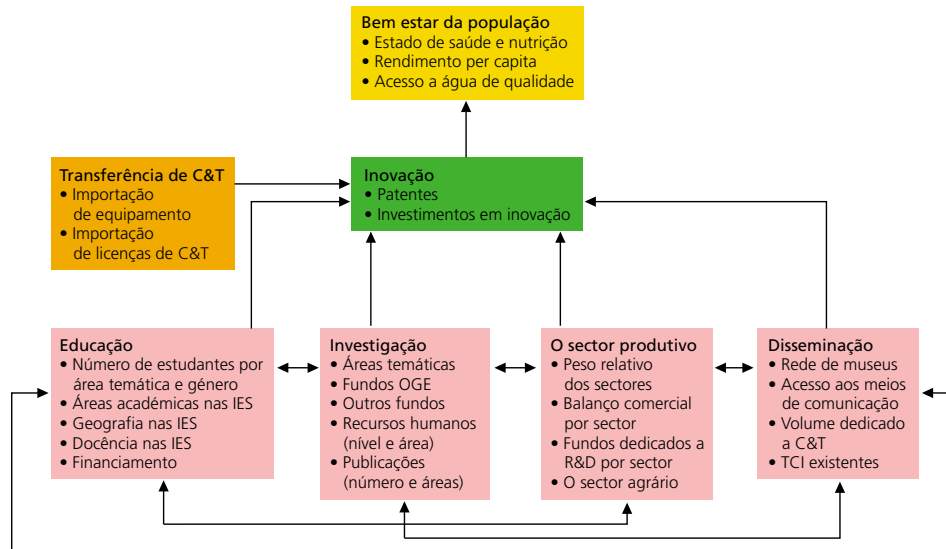 Bem estar da população
• Estado de saúde e nutrição
• Rendimento per capita
• Acesso a água de qualidade
Transferência de C&T
• Importação
de equipamento
• Importação
de licenças de C&T
Inovação
• Patentes
• Investimentos em inovação
Educação
• Número de estudantes por
área temática e género
• Áreas académicas nas IES
• Geografia nas IES
• Docência nas IES
• Financiamento
Investigação
• Áreas temáticas
• Fundos OGE
• Outros fundos
• Recursos humanos
(nível e área)
• Publicações
(número e áreas)
O sector produtivo
• Peso relativo
dos sectores
• Balanço comercial
por sector
• Fundos dedicados a
R&D por sector
• O sector agrário
Disseminação
• Rede de museus
• Acesso aos meios
de comunicação
• Volume dedicado
a C&T
• TCI existentes